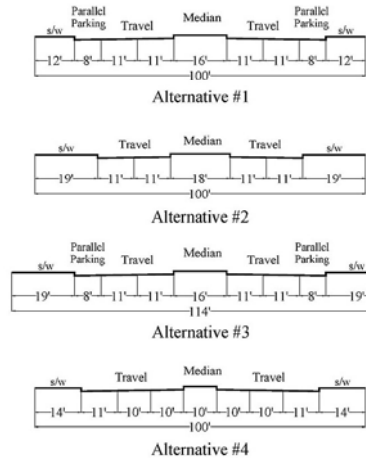 Parallel Parking Travel Median Travel Parallel Parking
s/w s/w
12' 8' 11' 11' 16' 11' 11' 8' 12'
100'
Alternative #1
s/w Travel Median Travel s/w
19' 11' 11' 18' 11' 11' 19'
100'
Alternative #2
Parallel Parking Travel Median Travel Parallel Parking
s/w s/w
19' 8' 11' 11' 16' 11' 11' 8' 19'
114'
Alternative #3
s/w Travel Median Travel s/w
14' 11' 10' 10' 10' 10' 10' 11' 14'
100'
Alternative #4